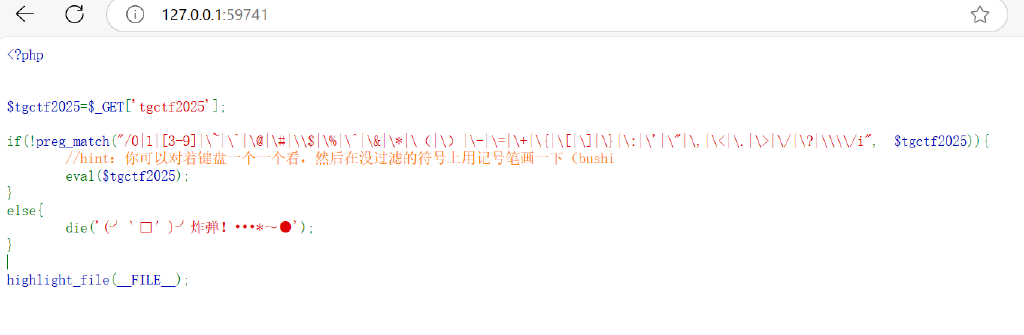 127.0.0.1:59741
<?php
$tgctf2025=$_GET['tgctf2025'];
if(!preg_match("/0|1|[3-9]|\~|\`|\@|\#|\\$|\%|\^|\&|\*|\（|\）|\-|\=|\+|\{|\[|\]|\}|\:|\'|\"|\,|\<|\.|\>|\/|\?|\\\\/i", $tgctf2025)){
//hint：你可以对着键盘一个一个看，然后在没过滤的符号上用记号笔画一下（bushi
eval($tgctf2025);
}
else{
die('(╯‵□′)╯炸弹！•••*～●');
}
highlight_file(__FILE__);